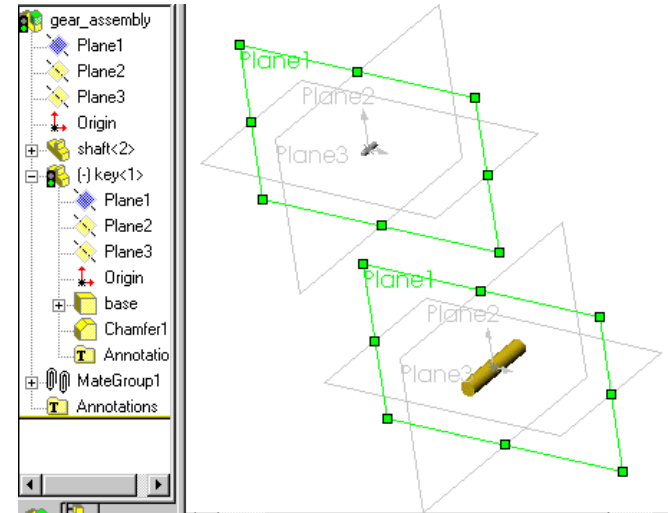 gear_assembly
Plane1
Plane2
Plane3
Origin
shaft<2>
(-) key<1>
Plane1
Plane2
Plane3
Origin
base
Chamfer1
T Annotatio
MateGroup1
T Annotations
Plane1
Plane2
Plane3
Plane1
Plane2
Plane3